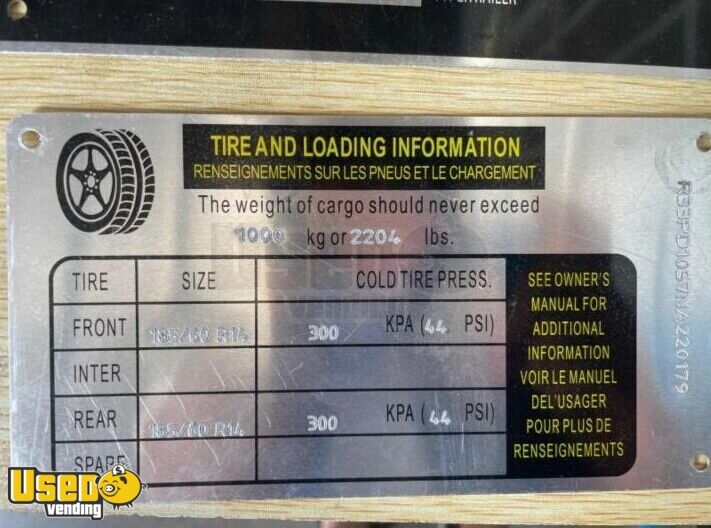 TIRE AND LOADING INFORMATION
RENSEIGNEMENTS SUR LES PNEUS ET LE CHARGEMENT
The weight of cargo should never exceed
1000 kg or 2204 lbs.
TIRE SIZE COLD TIRE PRESS.
FRONT 185/60 R14 300 KPA (44 PSI)
INTER
REAR 185/60 R14 300 KPA (44 PSI)
SPARE
SEE OWNER'S
MANUAL FOR
ADDITIONAL
INFORMATION
VOIR LE MANUEL
DEL'USAGER
POUR PLUS DE
RENSEIGNEMENTS
R33PD1057NA220179
USED
vending